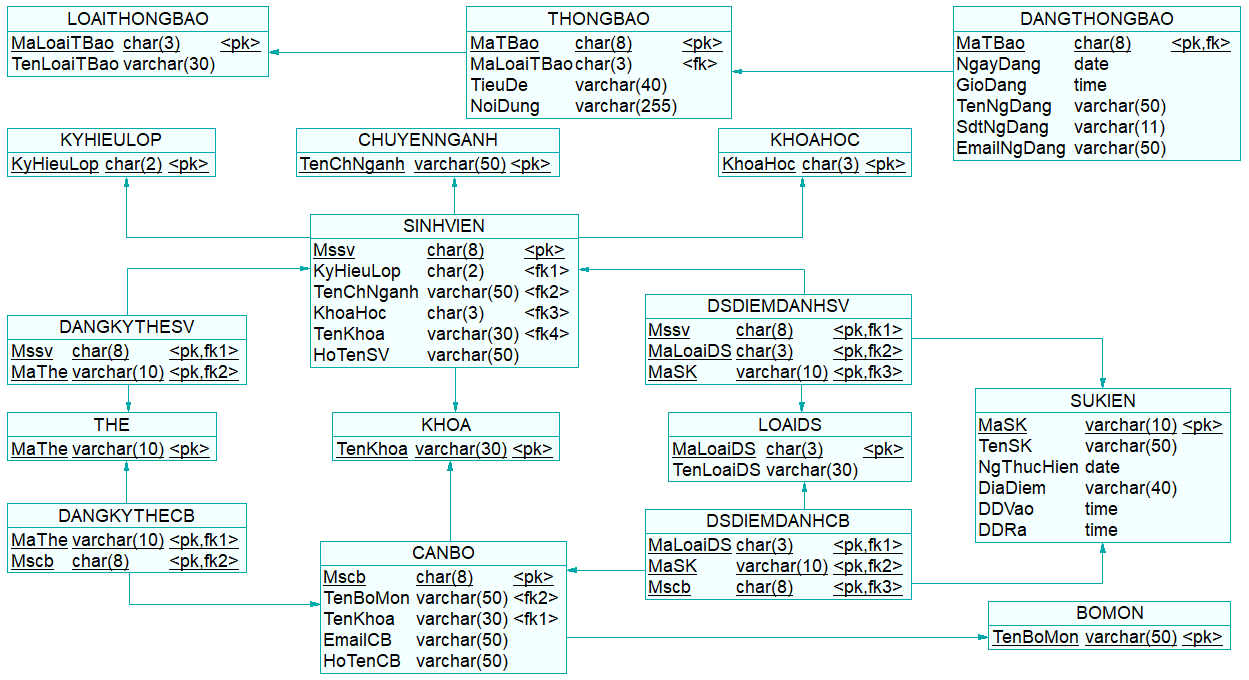 LOAITHONGBAO
MaLoaiTBao char(3) <pk>
TenLoaiTBao varchar(30)
THONGBAO
MaTBao char(8) <pk>
MaLoaiTBao char(3) <fk>
TieuDe varchar(40)
NoiDung varchar(255)
DANGTHONGBAO
MaTBao char(8) <pk,fk>
NgayDang date
GioDang time
TenNgDang varchar(50)
SdtNgDang varchar(11)
EmailNgDang varchar(50)
KYHIEULOP
KyHieuLop char(2) <pk>
CHUYENNGANH
TenChNganh varchar(50) <pk>
KHOAHOC
KhoaHoc char(3) <pk>
SINHVIEN
Mssv char(8) <pk>
KyHieuLop char(2) <fk1>
TenChNganh varchar(50) <fk2>
KhoaHoc char(3) <fk3>
TenKhoa varchar(30) <fk4>
HoTenSV varchar(50)
DANGKYTHESV
Mssv char(8) <pk,fk1>
MaThe varchar(10) <pk,fk2>
DSDIEMDANHSV
Mssv char(8) <pk,fk1>
MaLoaiDS char(3) <pk,fk2>
MaSK varchar(10) <pk,fk3>
THE
MaThe varchar(10) <pk>
KHOA
TenKhoa varchar(30) <pk>
LOAIDS
MaLoaiDS char(3) <pk>
TenLoaiDS varchar(30)
SUKIEN
MaSK varchar(10) <pk>
TenSK varchar(50)
NgThucHien date
DiaDiem varchar(40)
DDVao time
DDRa time
DANGKYTHECB
MaThe varchar(10) <pk,fk1>
Mscb char(8) <pk,fk2>
CANBO
Mscb char(8) <pk>
TenBoMon varchar(50) <fk2>
TenKhoa varchar(30) <fk1>
EmailCB varchar(50)
HoTenCB varchar(50)
DSDIEMDANHCB
MaLoaiDS char(3) <pk,fk1>
MaSK varchar(10) <pk,fk2>
Mscb char(8) <pk,fk3>
BOMON
TenBoMon varchar(50) <pk>